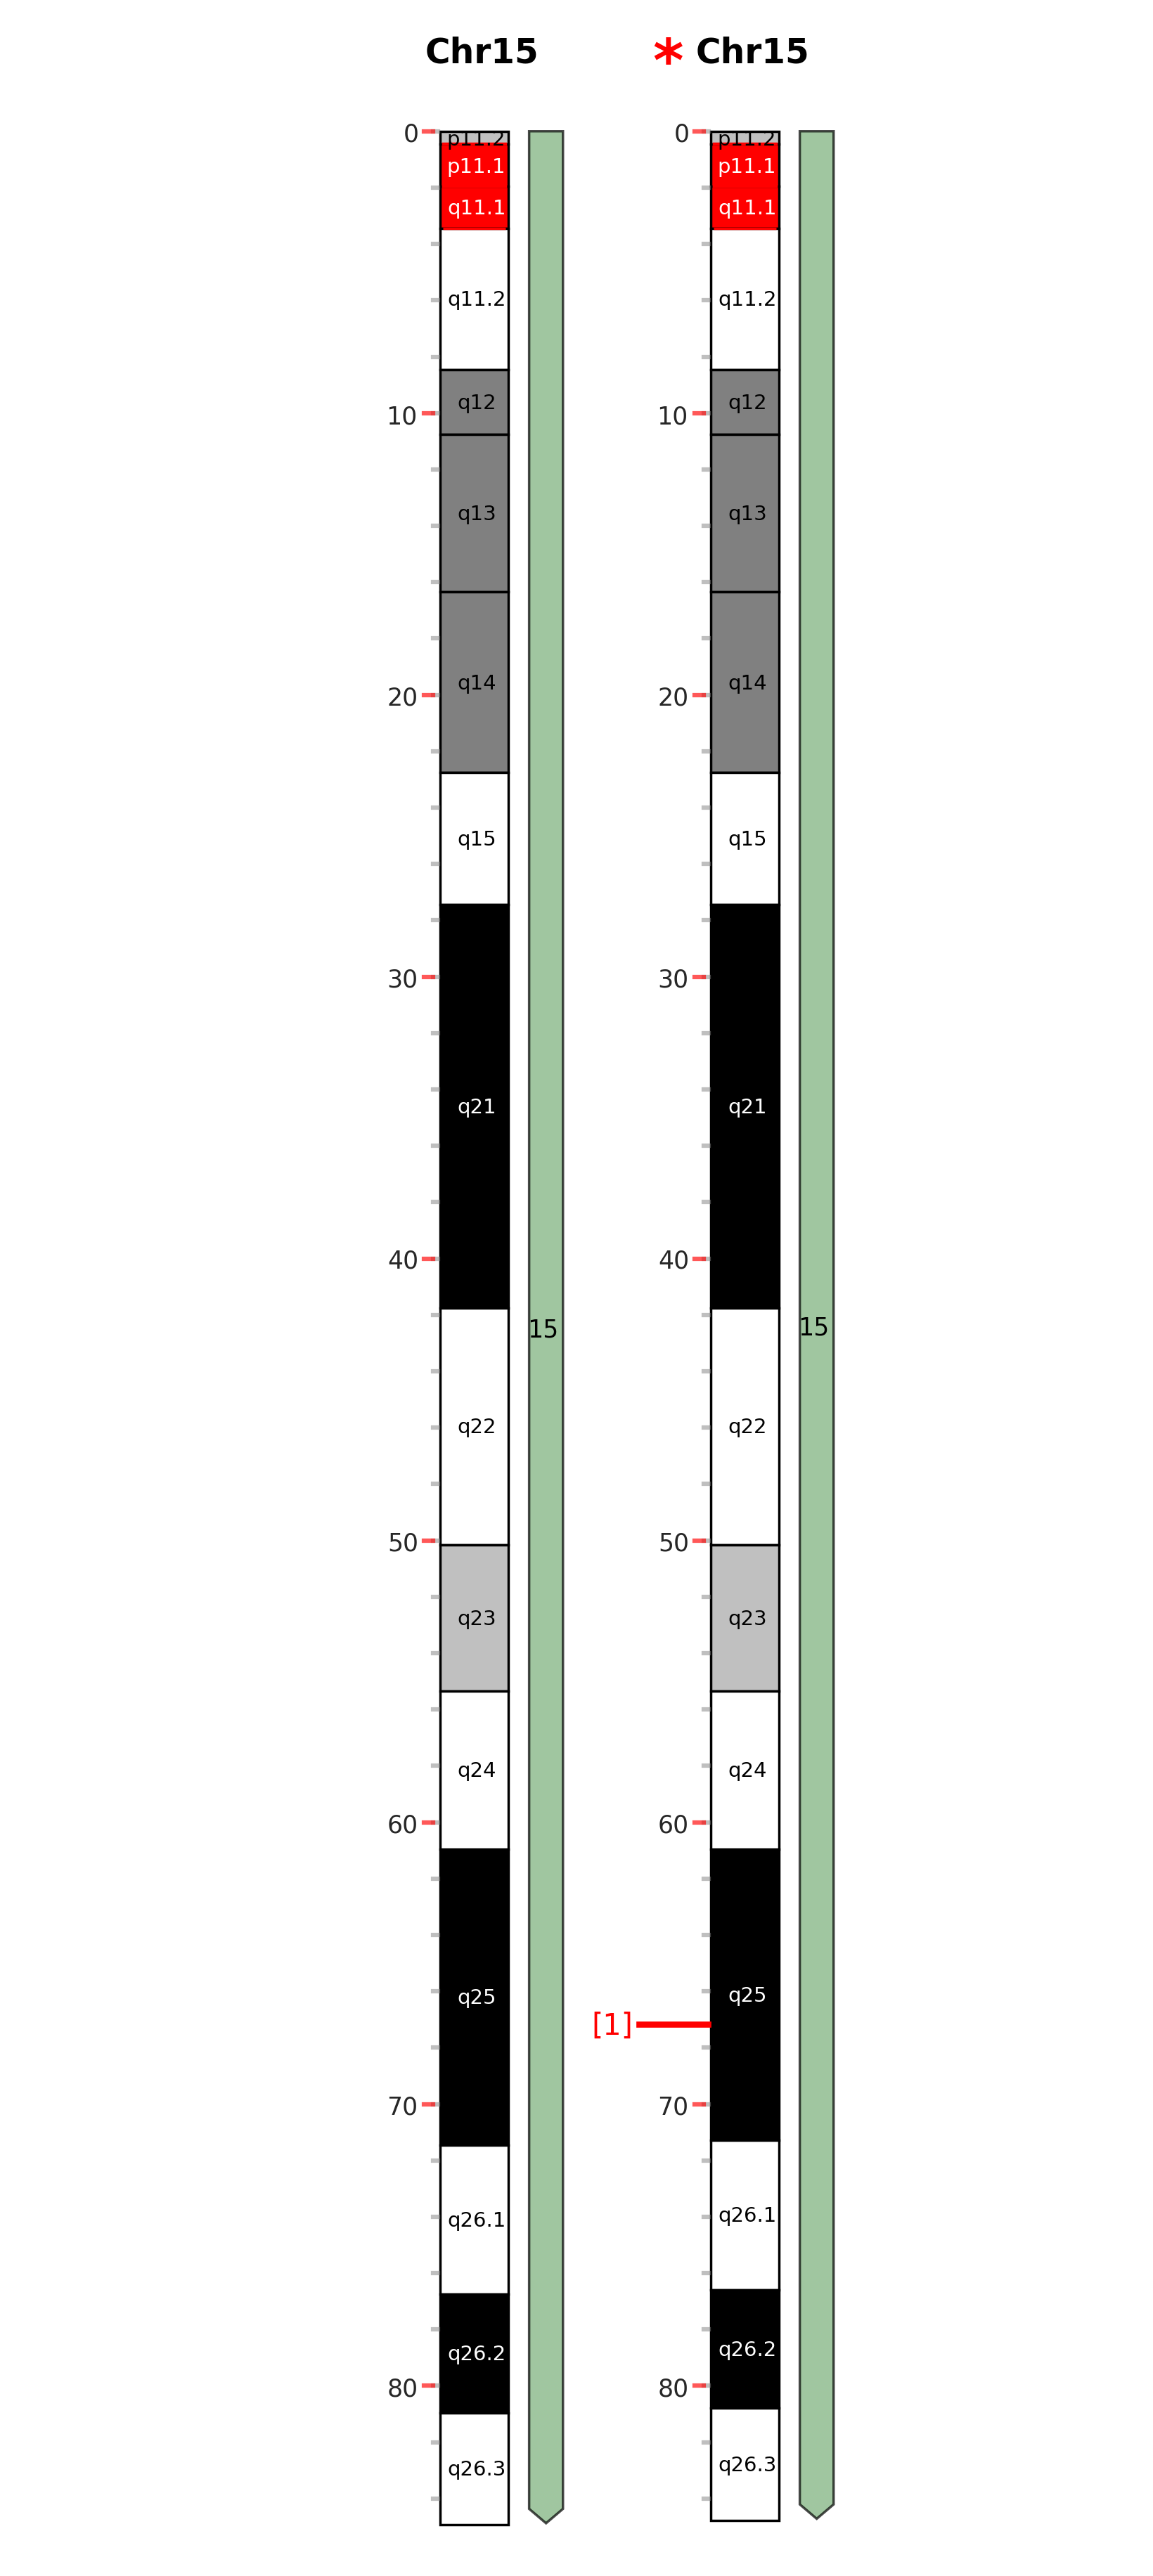 Chr15 * Chr15
0 p11.2 0 p11.2
p11.1 p11.1
q11.1 q11.1
q11.2 q11.2
q12 q12
10 10
q13 q13
q14 q14
20 20
q15 q15
30 30
q21 q21
40 40
15 15
q22 q22
50 50
q23 q23
q24 q24
60 60
q25 q25
[1]
70 70
q26.1 q26.1
q26.2 q26.2
80 80
q26.3 q26.3